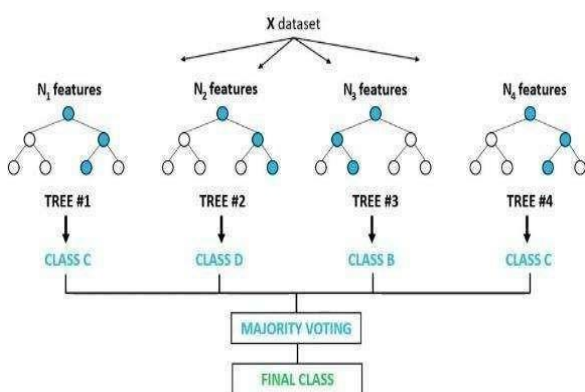 X dataset
N₁ features N₂ features N₃ features N₄ features
TREE #1 TREE #2 TREE #3 TREE #4
CLASS C CLASS D CLASS B CLASS C
MAJORITY VOTING
FINAL CLASS